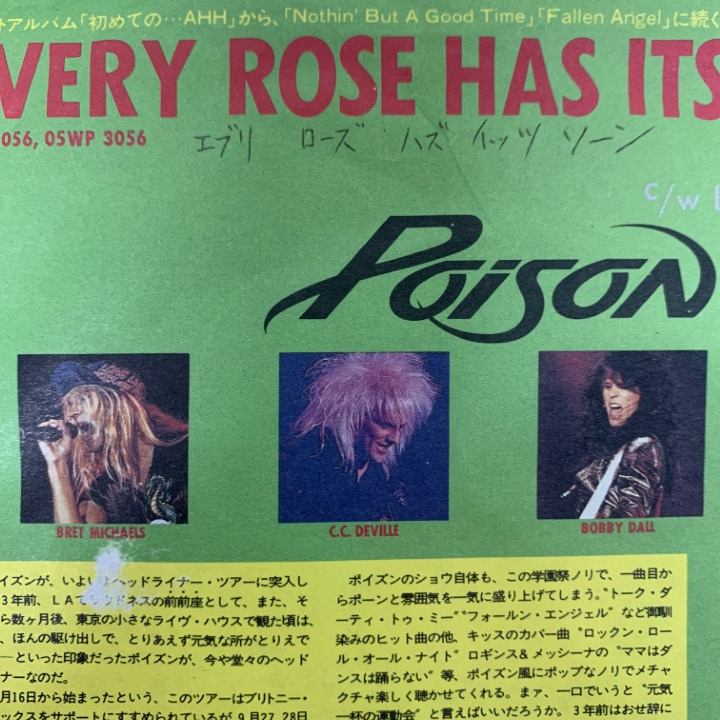 トアルバム「初めての…AHH」から、「Nothin' But A Good Time」「Fallen Angel」に続く
VERY ROSE HAS ITS
056, 05WP 3056
エブリ ローズ ハズ イッツ ソーン
c/w
POISON
BRET MICHAELS
C.C. DEVILLE
BOBBY DALL
イズンが、いよいよヘッドライナー・ツアーに突入し
3年前、LAでラウドネスの前前座として、また、そ
ら数ヶ月後、東京の小さなライヴ・ハウスで観た頃は、
、ほんの駆け出しで、とりあえず元気な所がとりえで
―といった印象だったポイズンが、今や堂々のヘッド
ナーなのだ。
月16日から始まったという、このツアーはブリトニー・
ックスをサポートにすすめられているが、9月27、28日
ポイズンのショウ自体も、この学園祭ノリで、一曲目か
らポーンと雰囲気を一気に盛り上げてしまう。〝トーク・ダ
ーティ・トゥ・ミー〞〝フォールン・エンジェル〞など御馴
染みのヒット曲の他、キッスのカバー曲〝ロックン・ロー
ル・オール・ナイト〞ロギンス&メッシーナの〝ママはダ
ンスは踊らない〞等、ポイズン風にポップなノリでメチャ
クチャ楽しく聴かせてくれる。まァ、一口でいうと〝元気
一杯の運動会〞と言えばいいだろうか。3年前はお世辞に